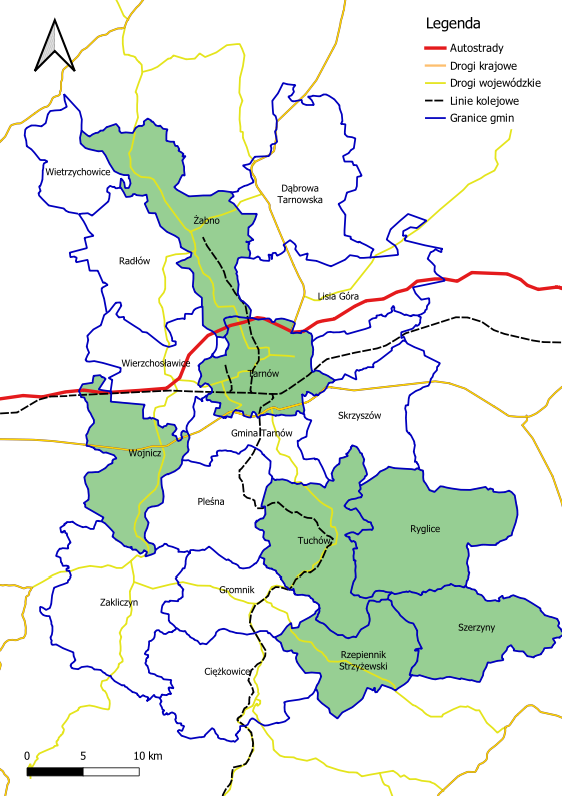 Legenda
Autostrady
Drogi krajowe
Drogi wojewódzkie
Linie kolejowe
Granice gmin
Wietrzychowice
Dąbrowa
Tarnowska
Żabno
Radłów
Lisia Góra
Wierzchosławice
Tarnów
Skrzyszów
Gmina Tarnów
Wojnicz
Pleśna
Ryglice
Tuchów
Gromnik
Zakliczyn
Szerzyny
Rzepiennik
Strzyżewski
Ciężkowice
0 5 10 km